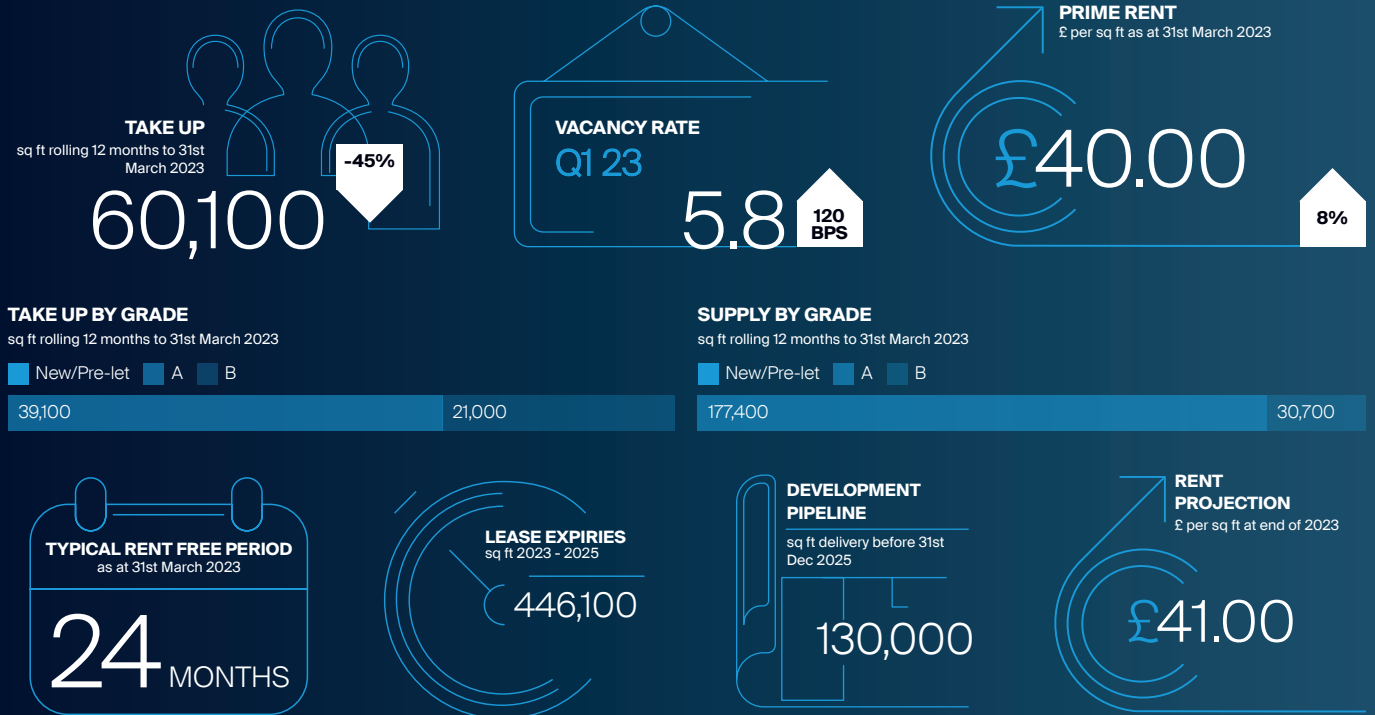 TAKE UP
sq ft rolling 12 months to 31st
March 2023
-45%
60,100
VACANCY RATE
Q1 23
5.8
120
BPS
PRIME RENT
£ per sq ft as at 31st March 2023
£40.00
8%
TAKE UP BY GRADE
sq ft rolling 12 months to 31st March 2023
New/Pre-let A B
39,100 21,000
SUPPLY BY GRADE
sq ft rolling 12 months to 31st March 2023
New/Pre-let A B
177,400 30,700
TYPICAL RENT FREE PERIOD
as at 31st March 2023
24 MONTHS
LEASE EXPIRIES
sq ft 2023 - 2025
446,100
DEVELOPMENT
PIPELINE
sq ft delivery before 31st
Dec 2025
130,000
RENT
PROJECTION
£ per sq ft at end of 2023
£41.00